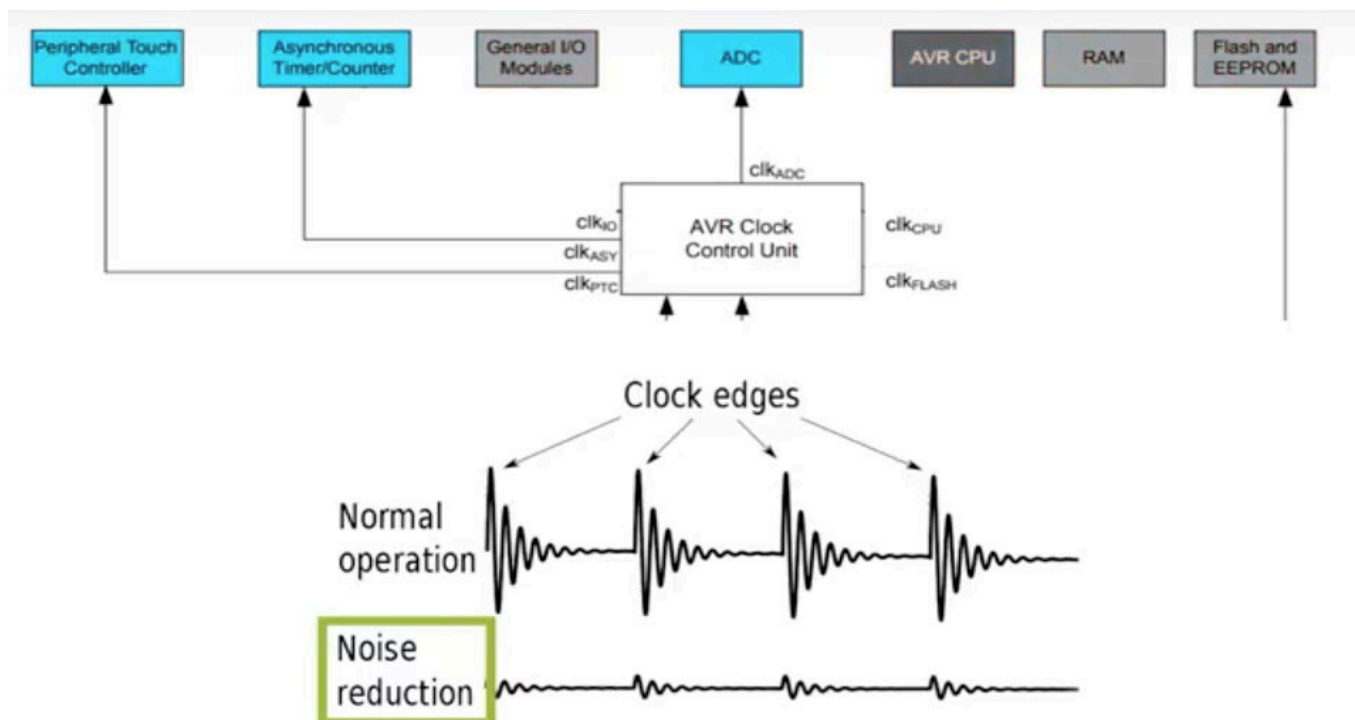 Peripheral Touch
Controller
Asynchronous
Timer/Counter
General I/O
Modules
ADC
AVR CPU
RAM
Flash and
EEPROM
clkADC
clkIO
AVR Clock
Control Unit
clkCPU
clkASY
clkPTC
clkFLASH
Clock edges
Normal
operation
Noise
reduction